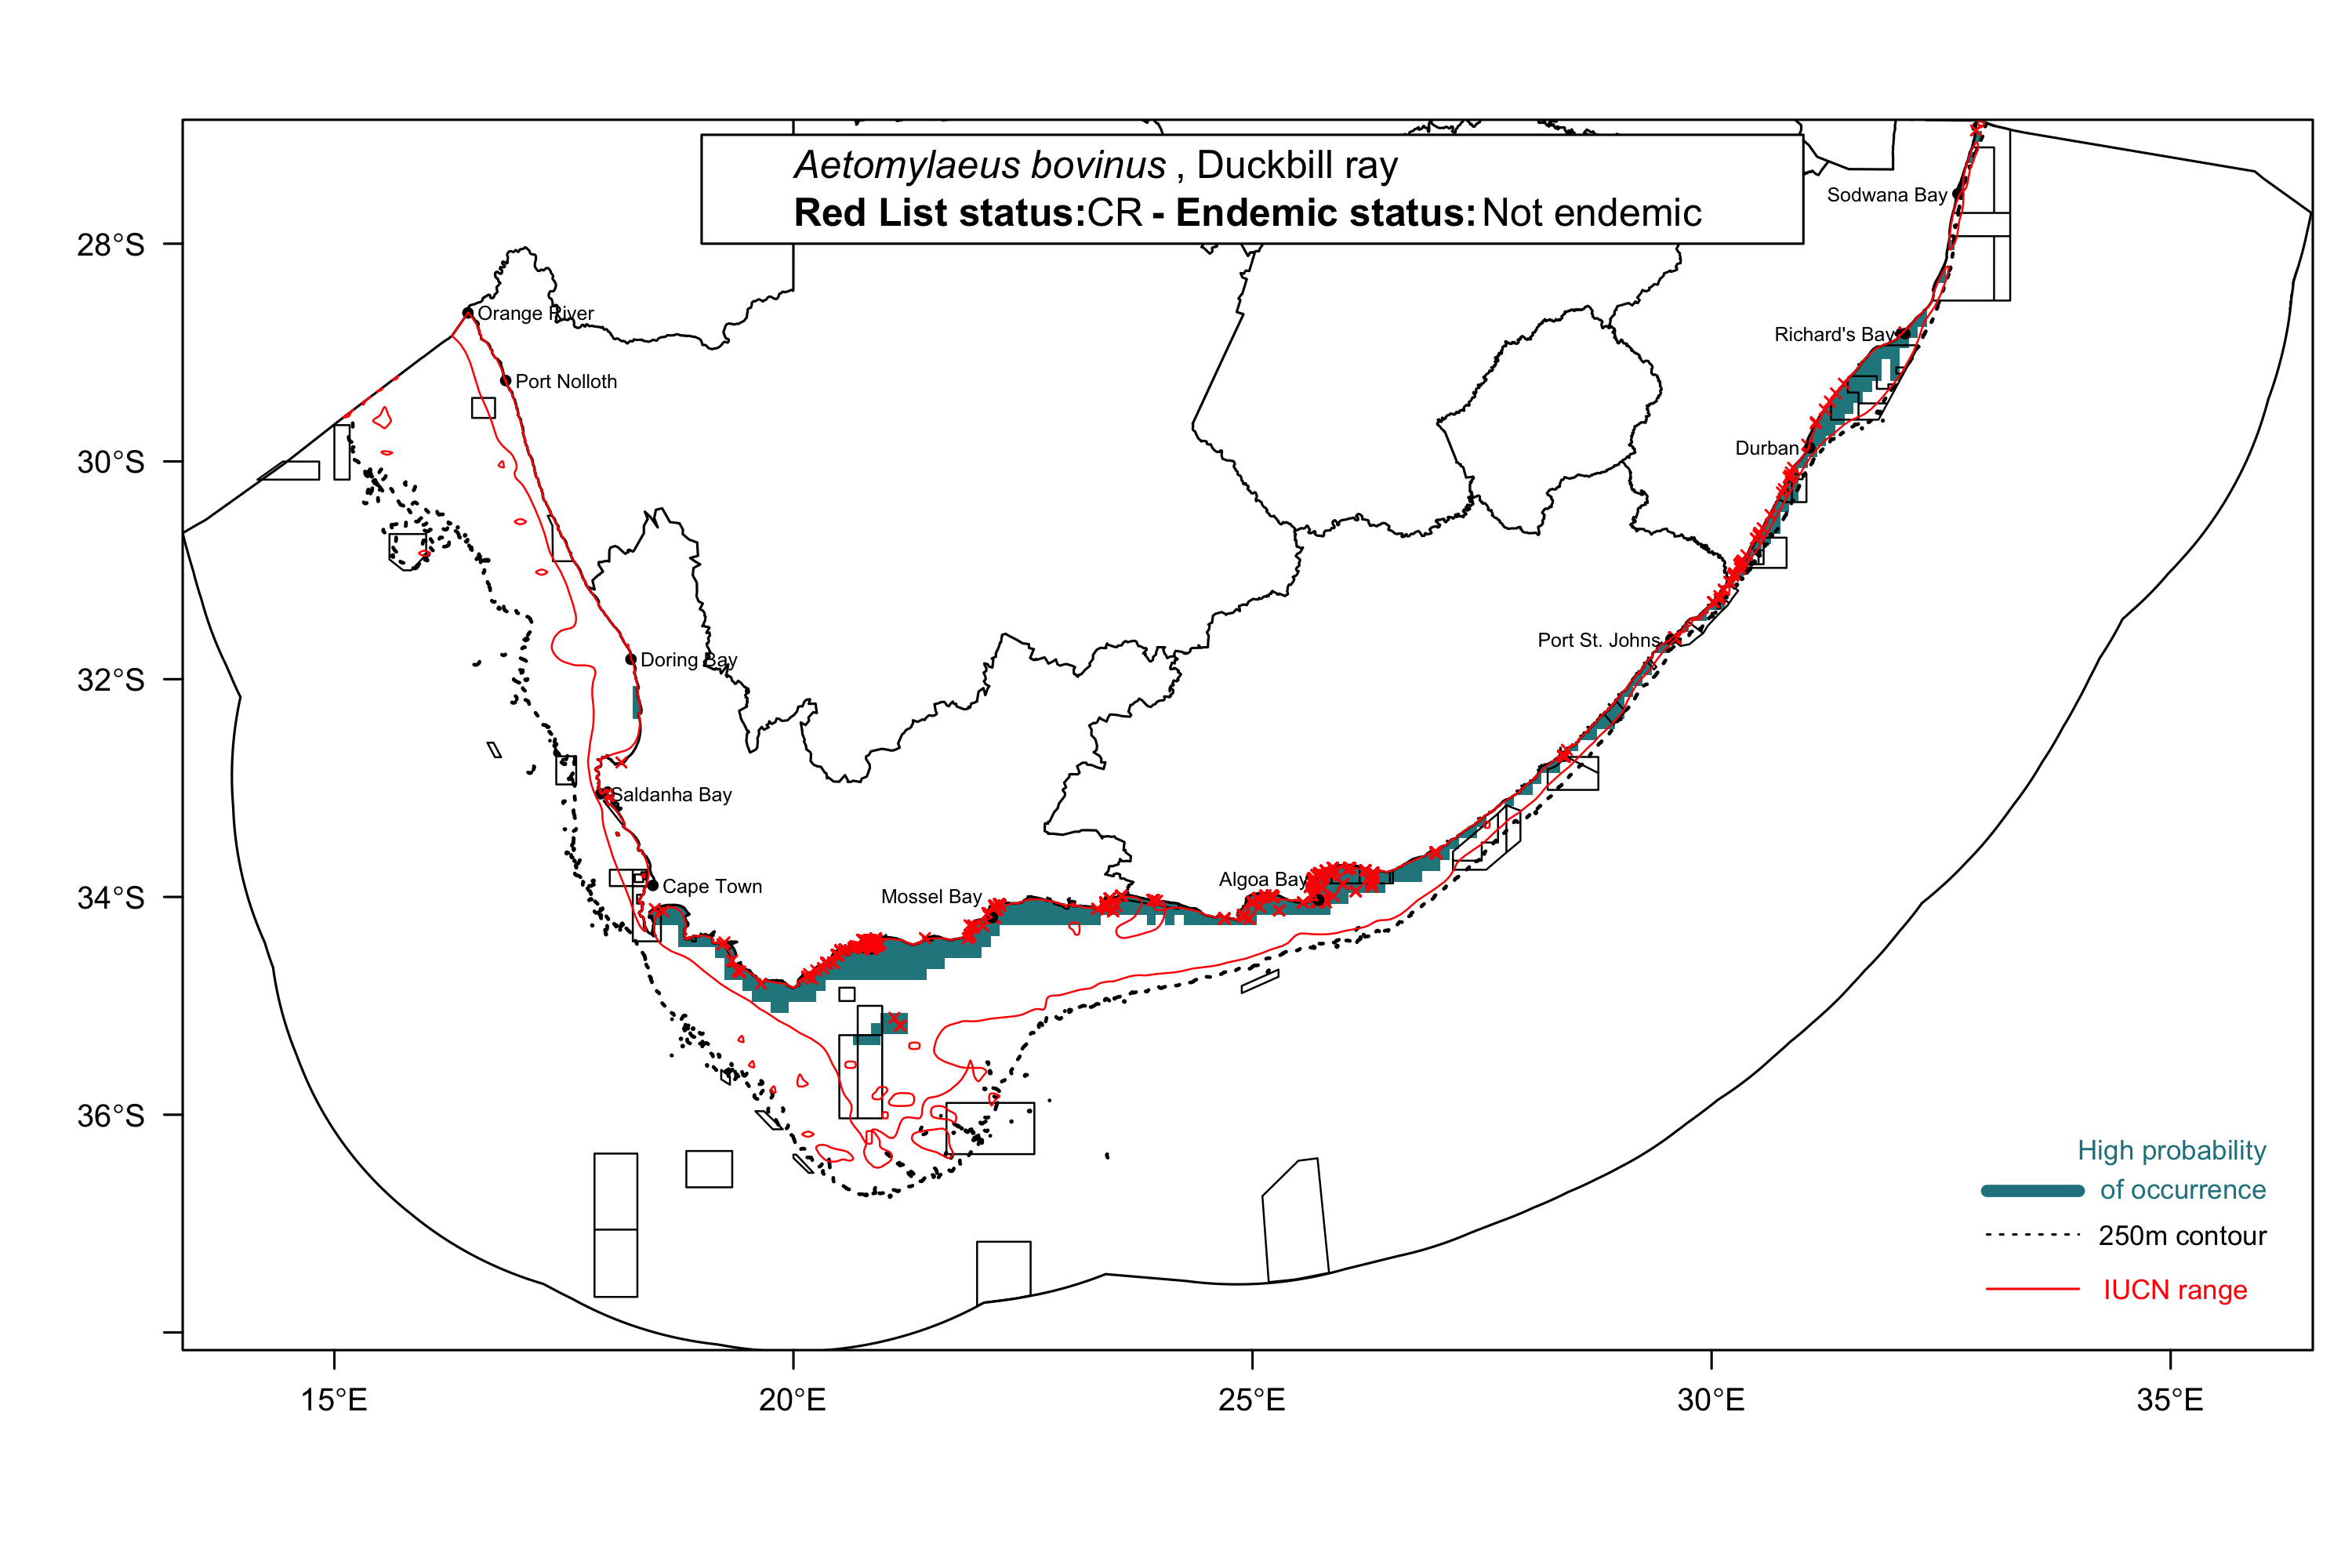 Aetomylaeus bovinus , Duckbill ray
Red List status:CR - Endemic status: Not endemic
Sodwana Bay
28°S
Orange River
Richard's Bay
Port Nolloth
Durban
30°S
Port St. Johns
Doring Bay
32°S
Saldanha Bay
Algoa Bay
Cape Town
Mossel Bay
34°S
36°S
High probability
of occurrence
250m contour
IUCN range
15°E
20°E
25°E
30°E
35°E